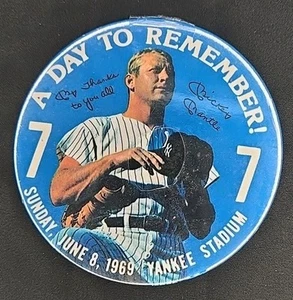 A DAY TO REMEMBER!
My thanks
to you all
Mickey
Mantle
7 7
SUNDAY, JUNE 8, 1969 YANKEE STADIUM